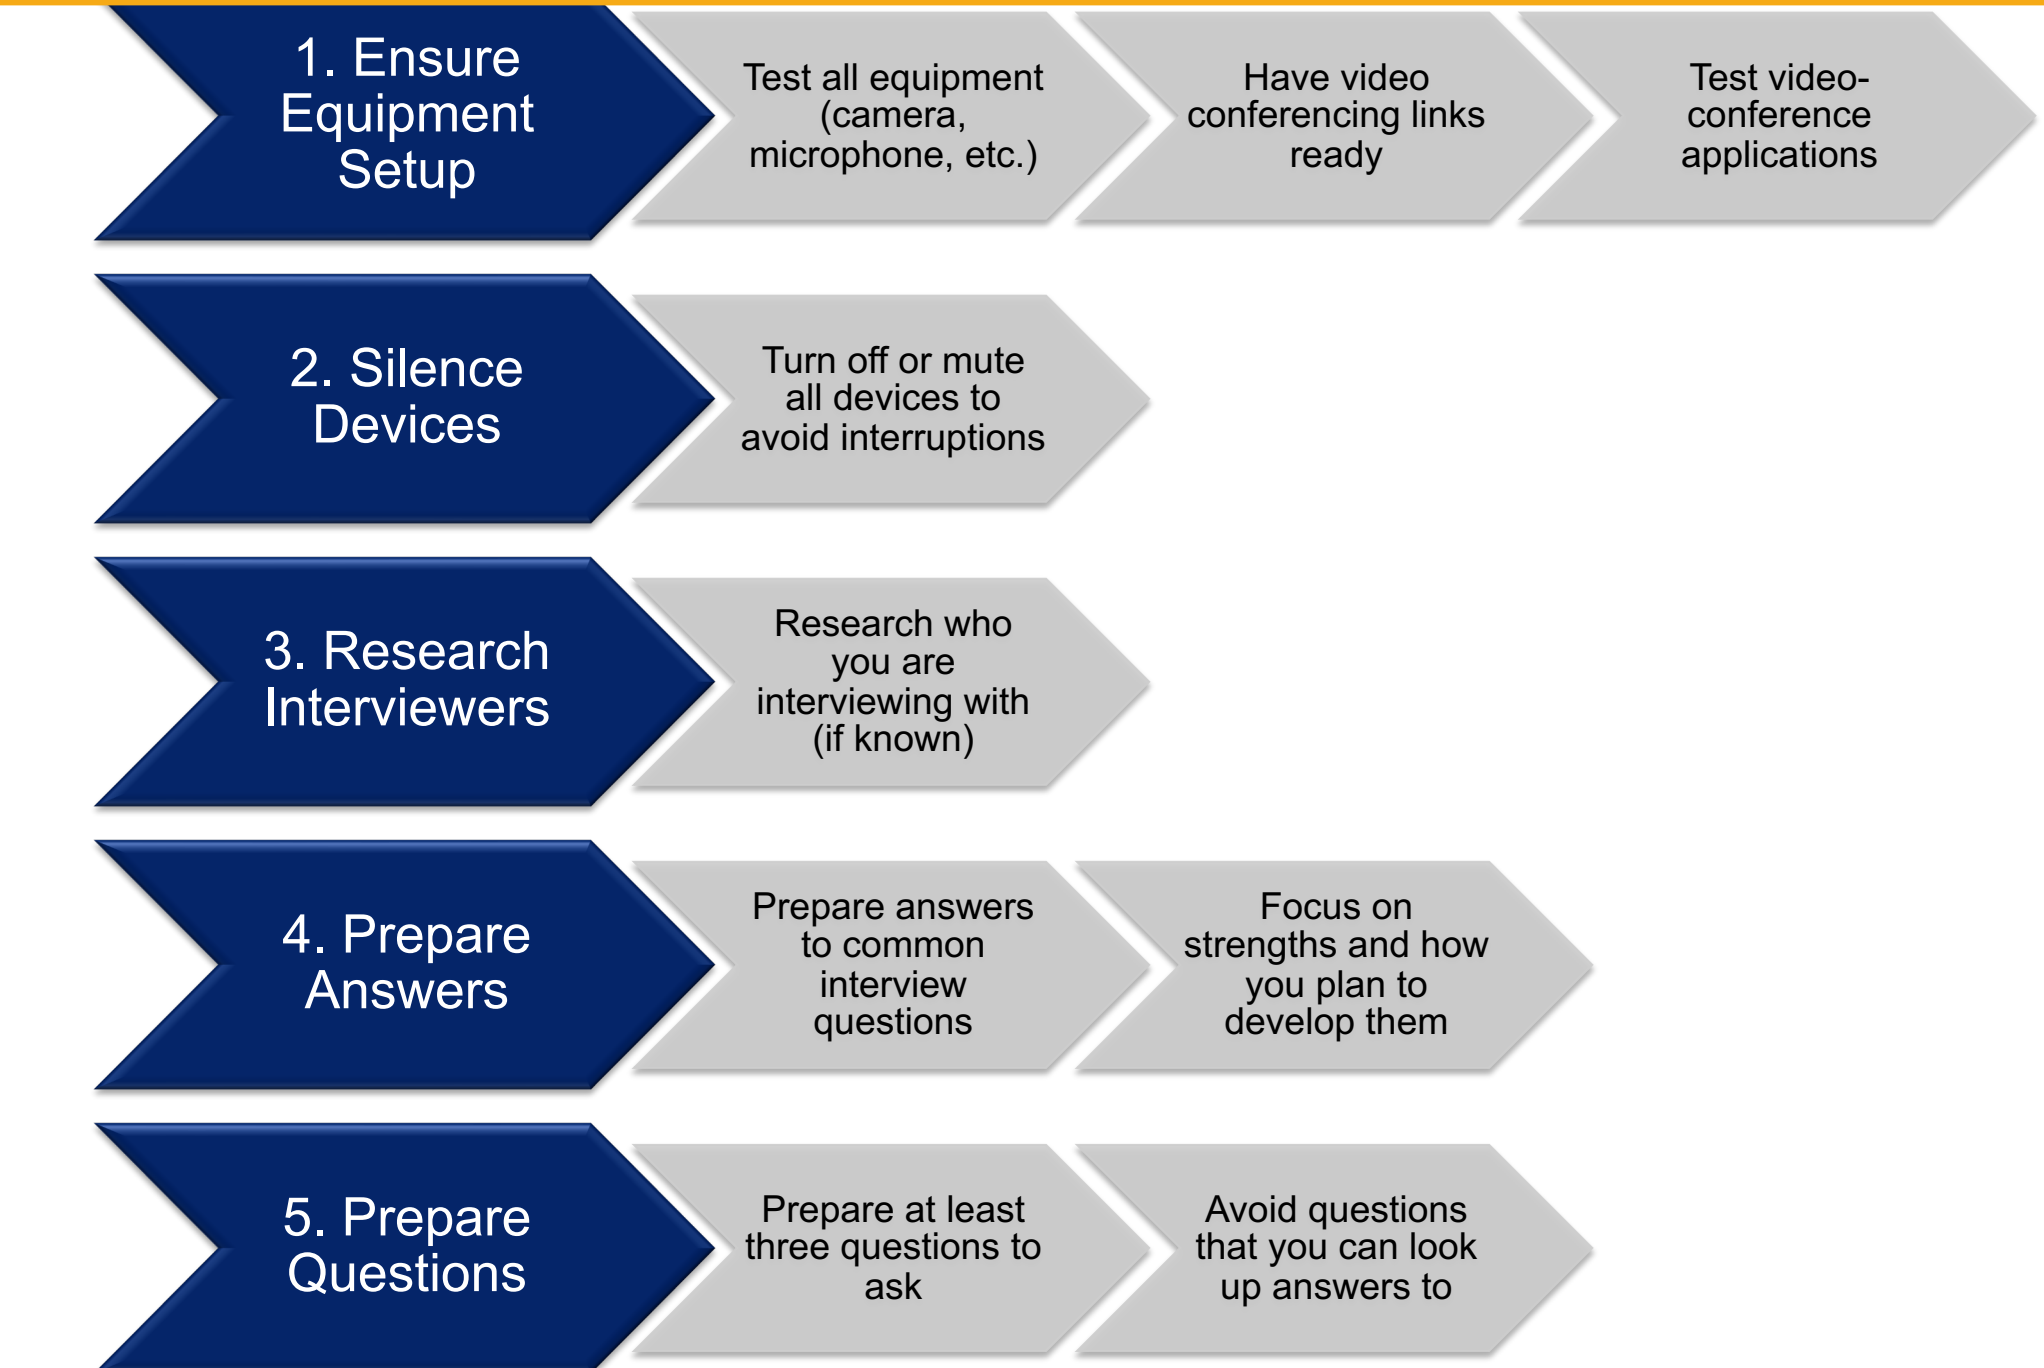 1. Ensure
Equipment
Setup
Test all equipment
(camera,
microphone, etc.)
Have video
conferencing links
ready
Test video-
conference
applications
2. Silence
Devices
Turn off or mute
all devices to
avoid interruptions
3. Research
Interviewers
Research who
you are
interviewing with
(if known)
4. Prepare
Answers
Prepare answers
to common
interview
questions
Focus on
strengths and how
you plan to
develop them
5. Prepare
Questions
Prepare at least
three questions to
ask
Avoid questions
that you can look
up answers to